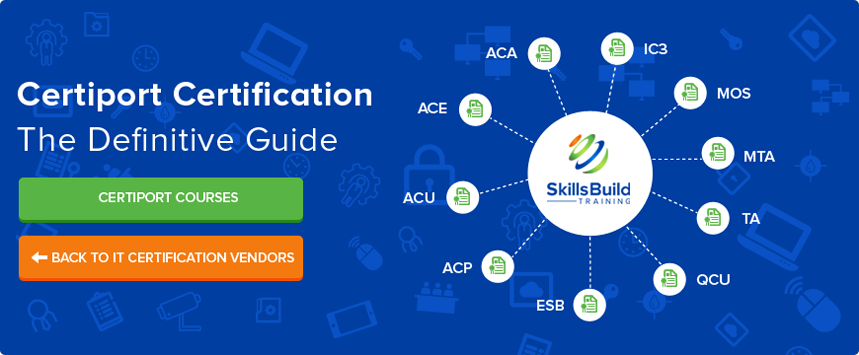 Certiport Certification
The Definitive Guide
CERTIPORT COURSES
BACK TO IT CERTIFICATION VENDORS
ACA
IC3
ACE
MOS
MTA
ACU
TA
ACP
QCU
ESB
SkillsBuild
TRAINING